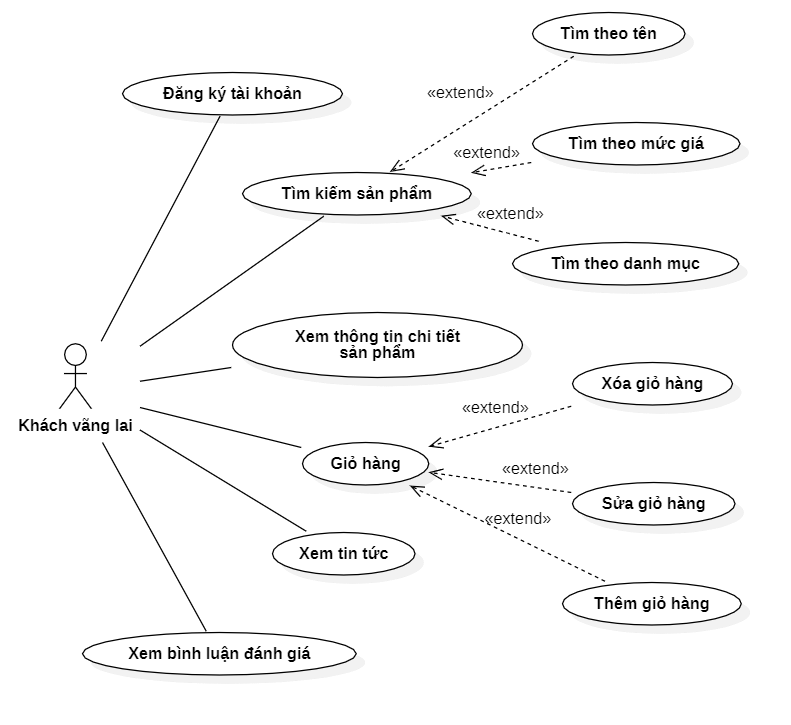 Tìm theo tên
«extend»
Đăng ký tài khoản
Tìm theo mức giá
«extend»
Tìm kiếm sản phẩm
«extend»
Tìm theo danh mục
Xem thông tin chi tiết
sản phẩm
Xóa giỏ hàng
«extend»
Khách vãng lai
Giỏ hàng
«extend»
Sửa giỏ hàng
«extend»
Xem tin tức
Thêm giỏ hàng
Xem bình luận đánh giá